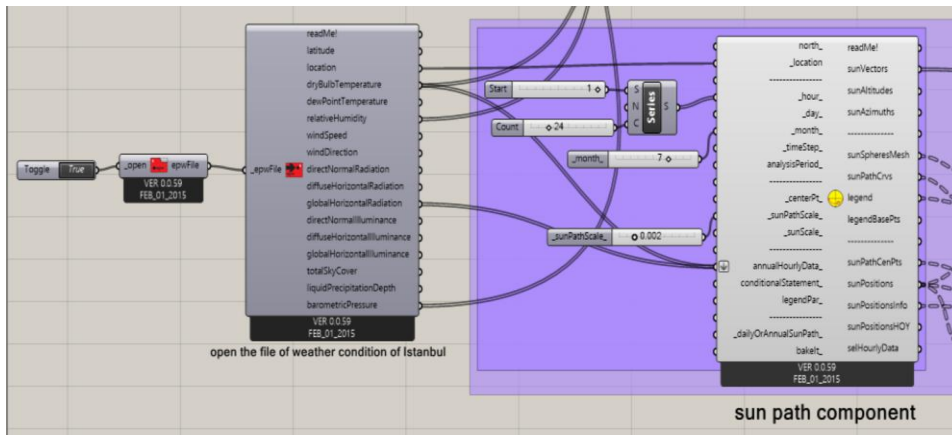 Toggle True
_open epwFile
VER 0.0.59
FEB_01_2015
_epwFile
readMe!
latitude
location
dryBulbTemperature
dewPointTemperature
relativeHumidity
windSpeed
windDirection
directNormalRadiation
diffuseHorizontalRadiation
globalHorizontalRadiation
directNormalIlluminance
diffuseHorizontalIlluminance
globalHorizontalIlluminance
totalSkyCover
liquidPrecipitationDepth
barometricPressure
VER 0.0.59
FEB_01_2015
open the file of weather condition of Istanbul
Start 1
Count 24
S
N
C
Series
S
_month_ 7
_sunPathScale_ 0.002
north_
_location
---------------
_hour_
_day_
_month_
_timeStep_
analysisPeriod_
---------------
_centerPt_
_sunPathScale_
_sunScale_
---------------
annualHourlyData_
conditionalStatement_
legendPar_
---------------
_dailyOrAnnualSunPath_
bakeIt_
readMe!
sunVectors
sunAltitudes
sunAzimuths
-------------
sunSpheresMesh
sunPathCrvs
legend
legendBasePts
-------------
sunPathCenPts
sunPositions
sunPositionsInfo
sunPositionsHOY
selHourlyData
VER 0.0.59
FEB_01_2015
sun path component